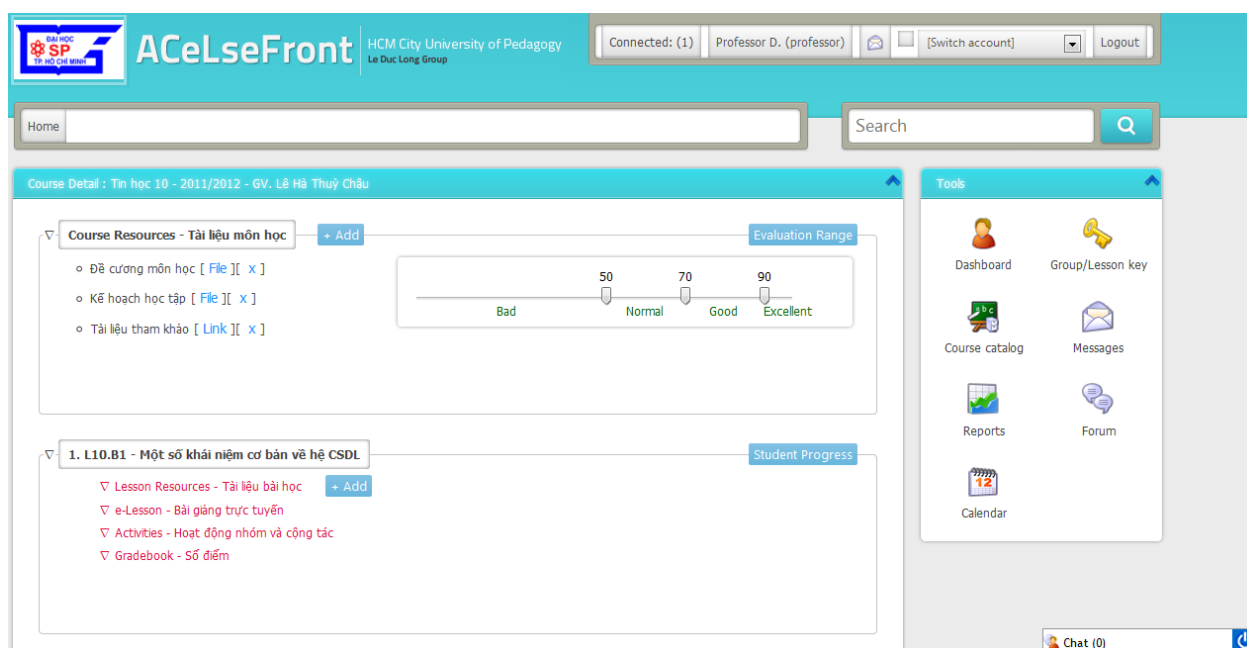 ĐẠI HỌC
SP
TP. HỒ CHÍ MINH
ACeLseFront
HCM City University of Pedagogy
Le Duc Long Group
Connected: (1)
Professor D. (professor)
[Switch account]
Logout
Home
Search
Course Detail : Tin học 10 - 2011/2012 - GV. Lê Hà Thuỷ Châu
▽ Course Resources - Tài liệu môn học
+ Add
Evaluation Range
Đề cương môn học [ File ][ x ]
Kế hoạch học tập [ File ][ x ]
Tài liệu tham khảo [ Link ][ x ]
50 70 90
Bad Normal Good Excellent
▽ 1. L10.B1 - Một số khái niệm cơ bản về hệ CSDL
Student Progress
▽ Lesson Resources - Tài liệu bài học
+ Add
▽ e-Lesson - Bài giảng trực tuyến
▽ Activities - Hoạt động nhóm và cộng tác
▽ Gradebook - Sổ điểm
Tools
Dashboard
Group/Lesson key
abc
Course catalog
Messages
Reports
Forum
12
Calendar
Chat (0)